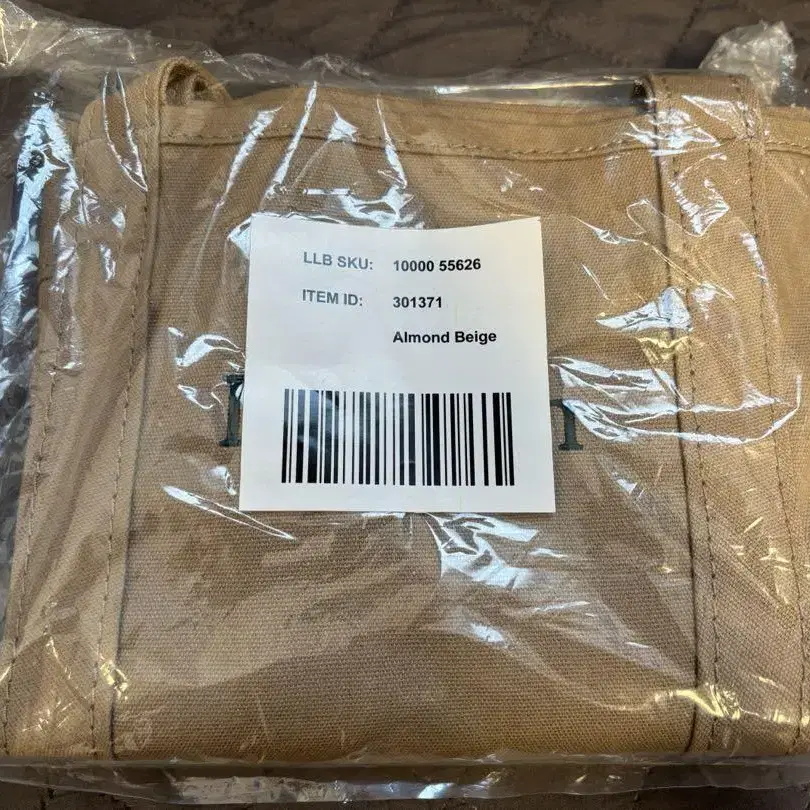 LLB SKU: 10000 55626
ITEM ID: 301371
Almond Beige